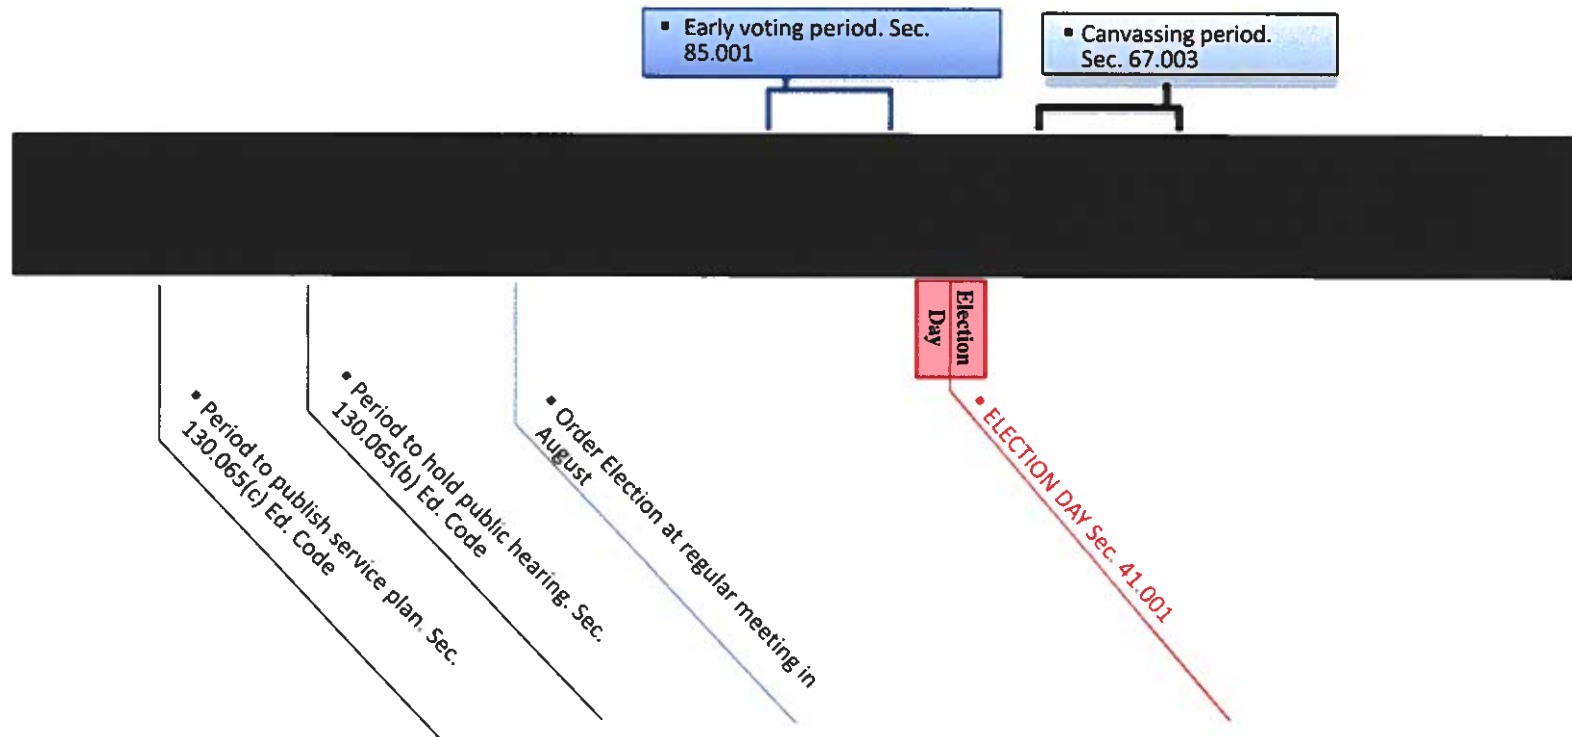 ▪ Early voting period. Sec.
85.001
▪ Canvassing period.
Sec. 67.003
Election
Day
▪ Period to publish service plan. Sec.
130.065(c) Ed. Code
▪ Period to hold public hearing. Sec.
130.065(b) Ed. Code
▪ Order Election at regular meeting in
August
▪ ELECTION DAY Sec. 41.001